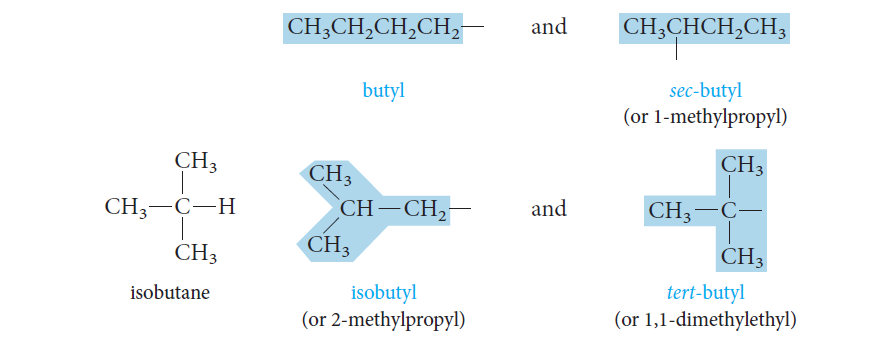 CH₃CH₂CH₂CH₂— and CH₃CHCH₂CH₃
butyl sec-butyl
(or 1-methylpropyl)
CH₃ CH₃ CH₃
CH₃—C—H CH—CH₂— and CH₃—C—
CH₃ CH₃ CH₃
isobutane isobutyl tert-butyl
(or 2-methylpropyl) (or 1,1-dimethylethyl)